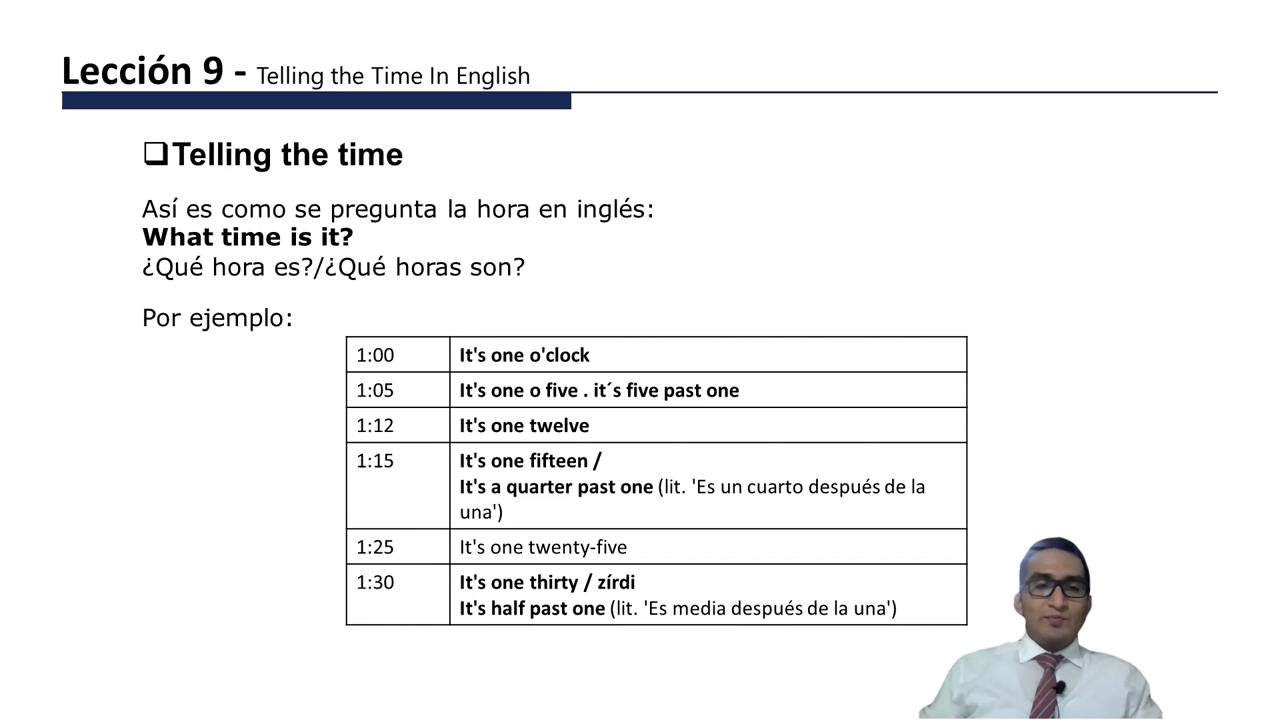 Lección 9 - Telling the Time In English
❑Telling the time
Así es como se pregunta la hora en inglés:
What time is it?
¿Qué hora es?/¿Qué horas son?
Por ejemplo:
1:00 It's one o'clock
1:05 It's one o five . it´s five past one
1:12 It's one twelve
1:15 It's one fifteen /
It's a quarter past one (lit. 'Es un cuarto después de la
una')
1:25 It's one twenty-five
1:30 It's one thirty / zírdi
It's half past one (lit. 'Es media después de la una')